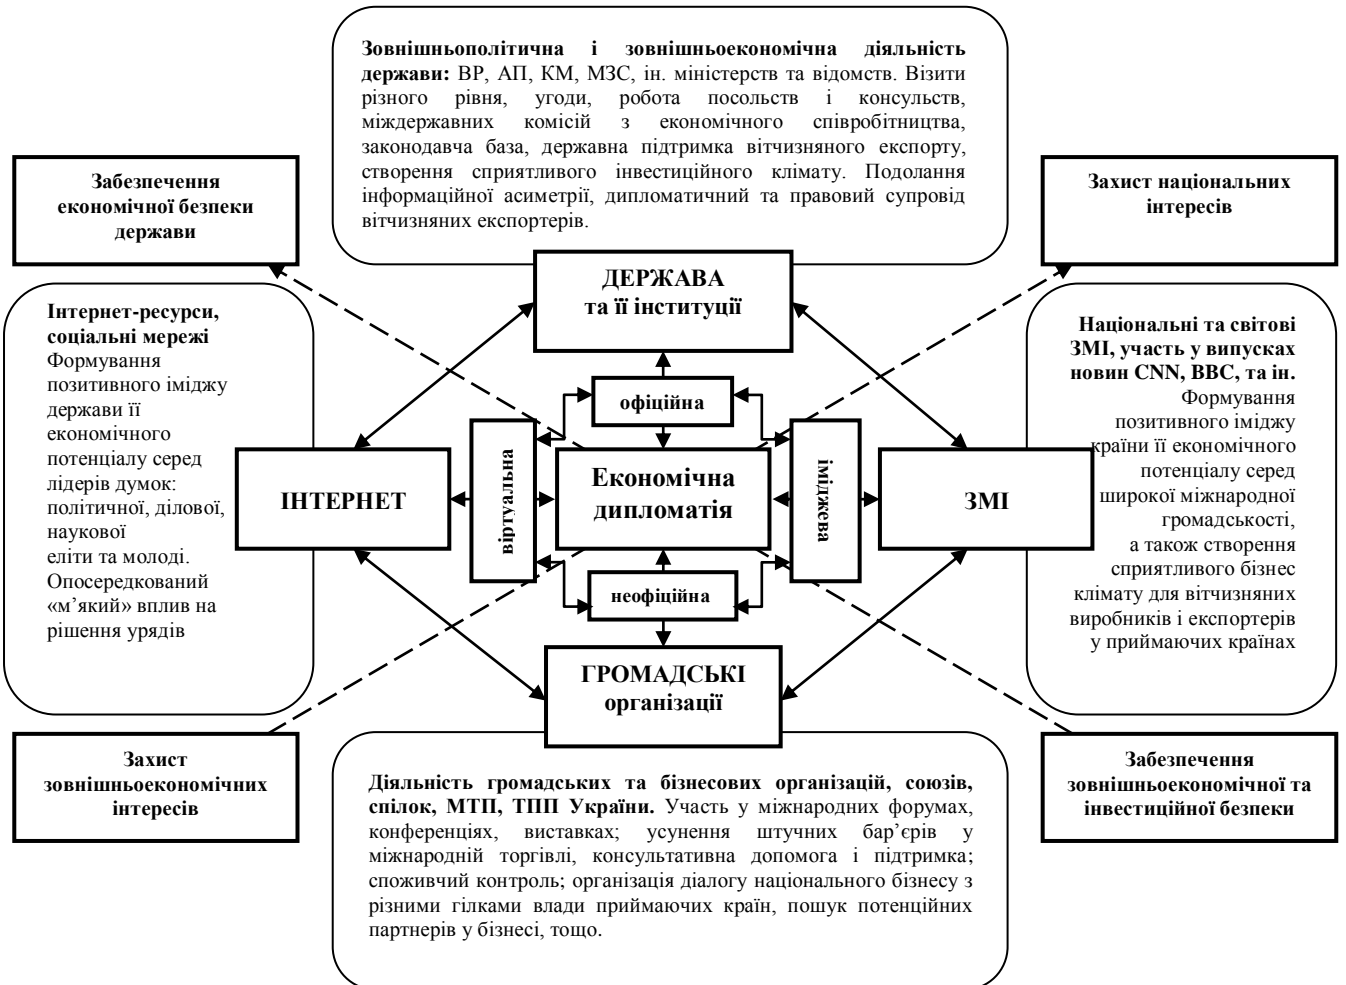 Зовнішньополітична і зовнішньоекономічна діяльність
держави: ВР, АП, КМ, МЗС, ін. міністерств та відомств. Візити
різного рівня, угоди, робота посольств і консульств,
міждержавних комісій з економічного співробітництва,
законодавча база, державна підтримка вітчизняного експорту,
створення сприятливого інвестиційного клімату. Подолання
інформаційної асиметрії, дипломатичний та правовий супровід
вітчизняних експортерів.
Забезпечення
економічної безпеки
держави
Захист національних
інтересів
ДЕРЖАВА
та її інституції
Інтернет-ресурси,
соціальні мережі
Формування
позитивного іміджу
держави її
економічного
потенціалу серед
лідерів думок:
політичної, ділової,
наукової
еліти та молоді.
Опосередкований
«м’який» вплив на
рішення урядів
Національні та світові
ЗМІ, участь у випусках
новин CNN, BBC, та ін.
Формування
позитивного іміджу
країни її економічного
потенціалу серед
широкої міжнародної
громадськості,
а також створення
сприятливого бізнес
клімату для вітчизняних
виробників і експортерів
у приймаючих країнах
офіційна
ІНТЕРНЕТ
віртуальна
Економічна
дипломатія
іміджева
ЗМІ
неофіційна
ГРОМАДСЬКІ
організації
Захист
зовнішньоекономічних
інтересів
Забезпечення
зовнішньоекономічної та
інвестиційної безпеки
Діяльність громадських та бізнесових організацій, союзів,
спілок, МТП, ТПП України. Участь у міжнародних форумах,
конференціях, виставках; усунення штучних бар’єрів у
міжнародній торгівлі, консультативна допомога і підтримка;
споживчий контроль; організація діалогу національного бізнесу з
різними гілками влади приймаючих країн, пошук потенційних
партнерів у бізнесі, тощо.